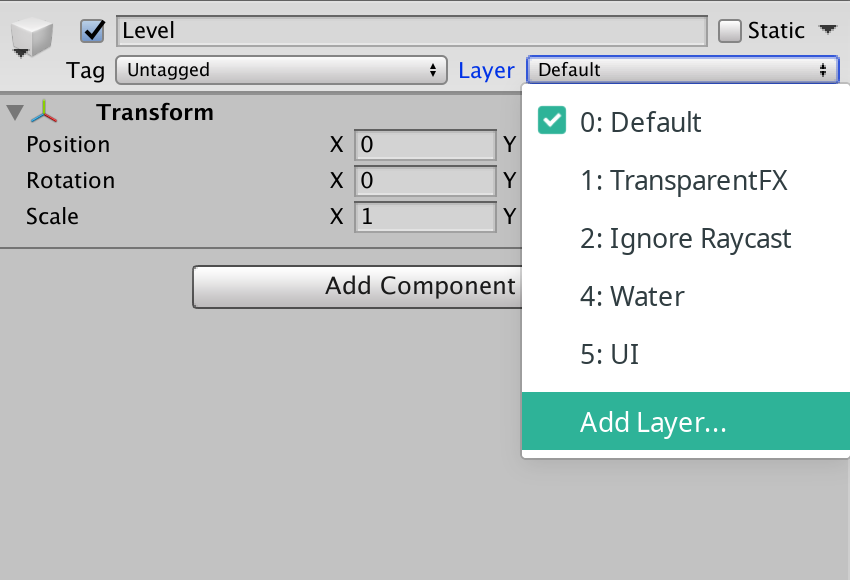 Level
Static
Tag Untagged Layer Default
Transform
Position X 0 Y
Rotation X 0 Y
Scale X 1 Y
Add Component
0: Default
1: TransparentFX
2: Ignore Raycast
4: Water
5: UI
Add Layer...